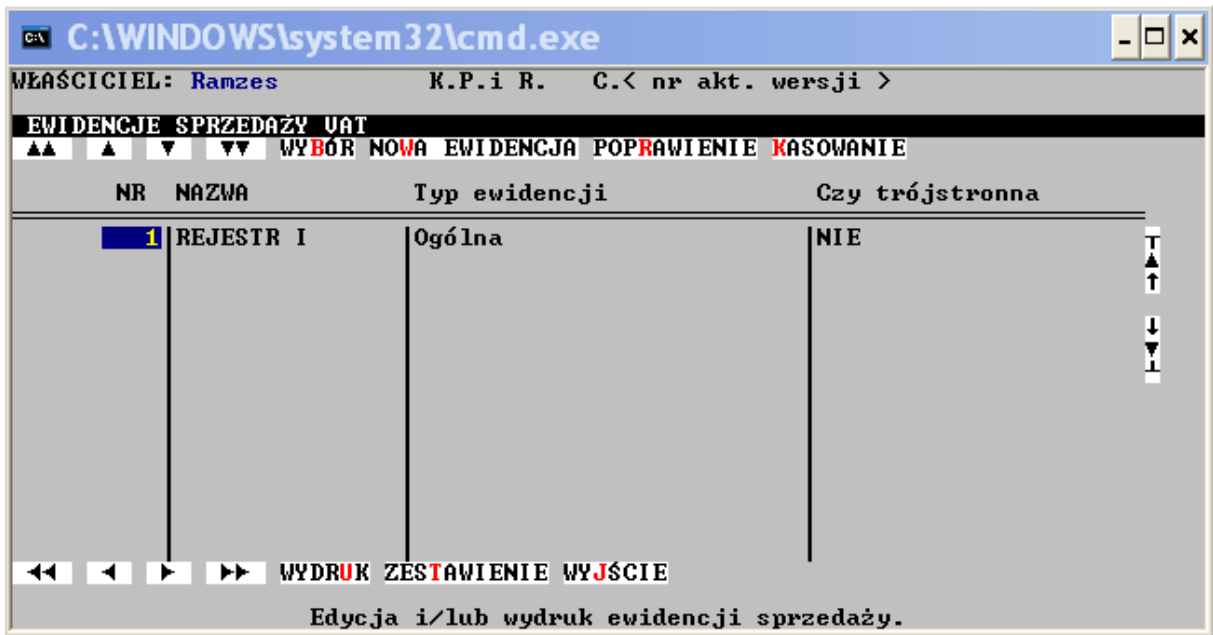 C:\WINDOWS\system32\cmd.exe
WŁAŚCICIEL: Ramzes K.P.i R. C.< nr akt. wersji >
EWIDENCJE SPRZEDAŻY VAT
WYBÓR NOWA EWIDENCJA POPRAWIENIE KASOWANIE
NR NAZWA Typ ewidencji Czy trójstronna
1 REJESTR I Ogólna NIE
WYDRUK ZESTAWIENIE WYJŚCIE
Edycja i/lub wydruk ewidencji sprzedaży.